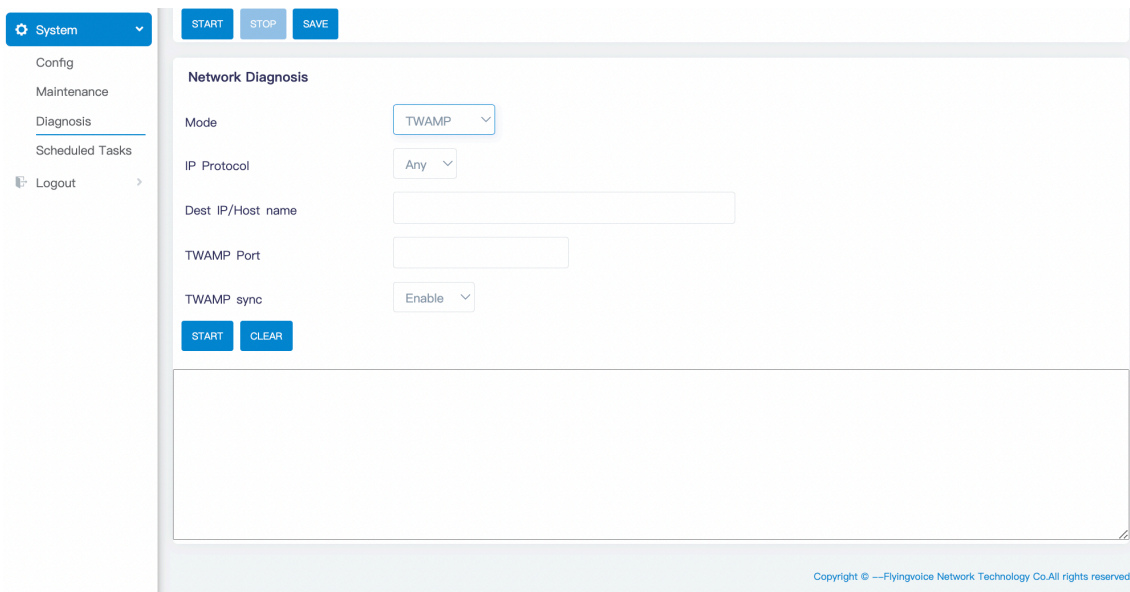 System
Config
Maintenance
Diagnosis
Scheduled Tasks
Logout
START STOP SAVE
Network Diagnosis
Mode TWAMP
IP Protocol Any
Dest IP/Host name
TWAMP Port
TWAMP sync Enable
START CLEAR
Copyright © --Flyingvoice Network Technology Co.All rights reserved